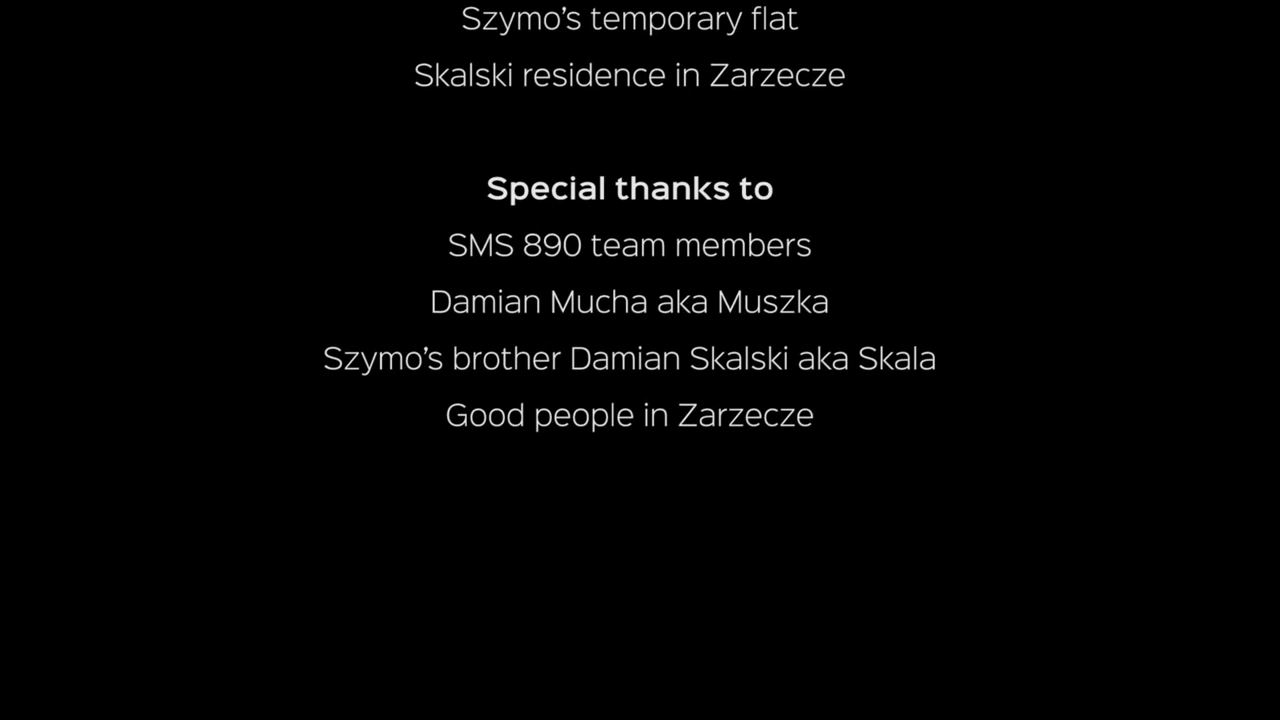 Szymo’s temporary flat
Skalski residence in Zarzecze
Special thanks to
SMS 890 team members
Damian Mucha aka Muszka
Szymo’s brother Damian Skalski aka Skala
Good people in Zarzecze